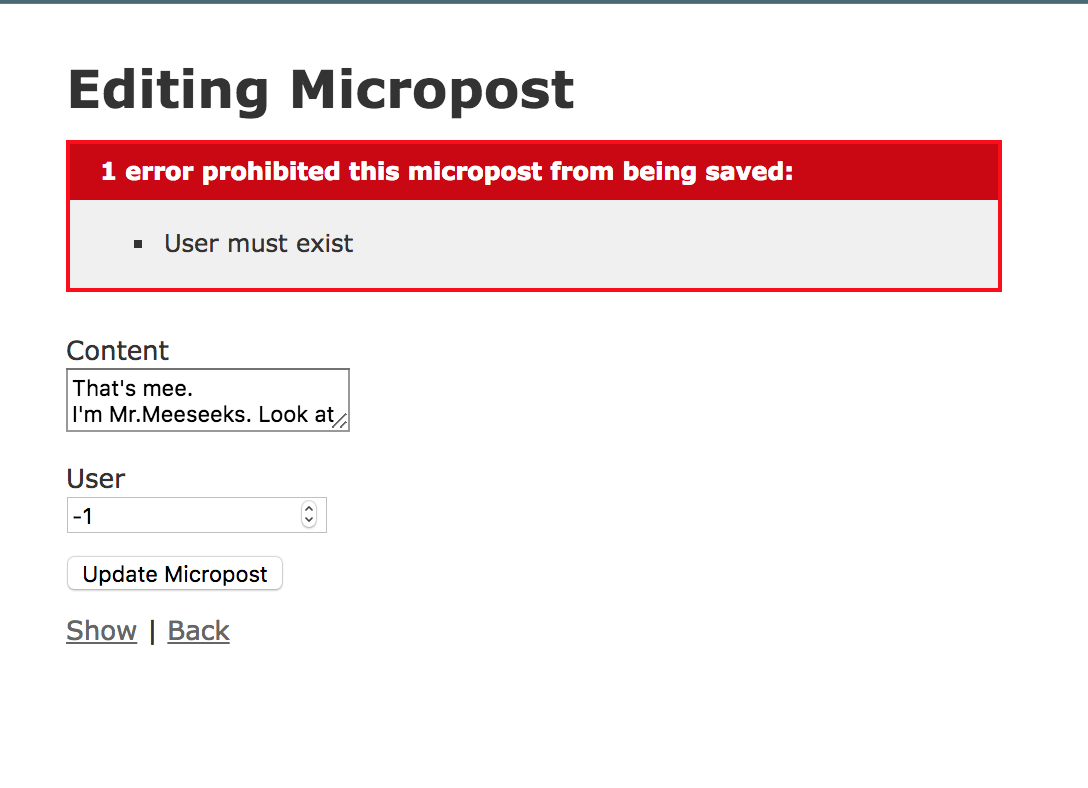 Editing Micropost
1 error prohibited this micropost from being saved:
User must exist
Content
That's mee.
I'm Mr.Meeseeks. Look at
User
-1
Update Micropost
Show | Back